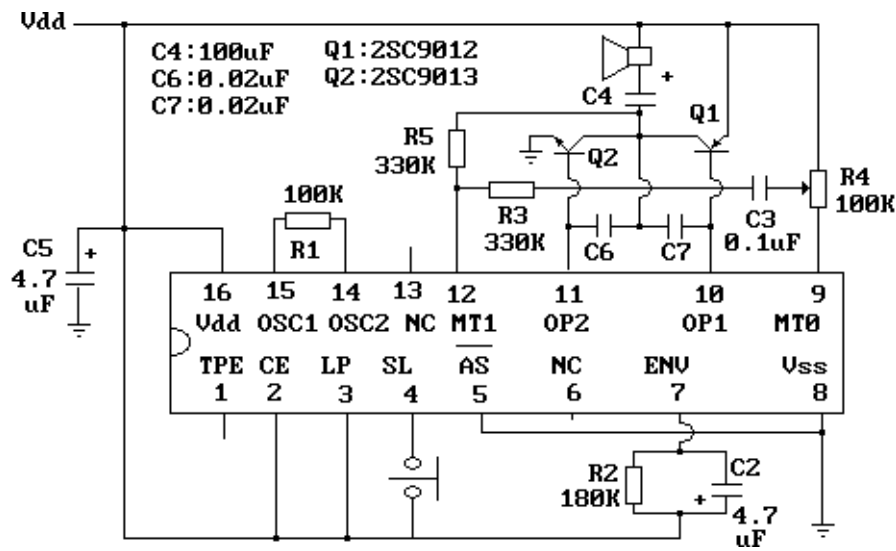 Vdd
C4:100uF Q1:2SC9012
C6:0.02uF Q2:2SC9013
C7:0.02uF
+
C4
Q1
R5
330K
Q2
100K
R1
R3
330K
C3
0.1uF
R4
100K
C6
C7
C5
4.7
uF
+
16 15 14 13 12 11 10 9
Vdd OSC1 OSC2 NC MT1 OP2 OP1 MT0
TPE CE LP SL AS NC ENV Vss
1 2 3 4 5 6 7 8
R2
180K
C2
+
4.7
uF